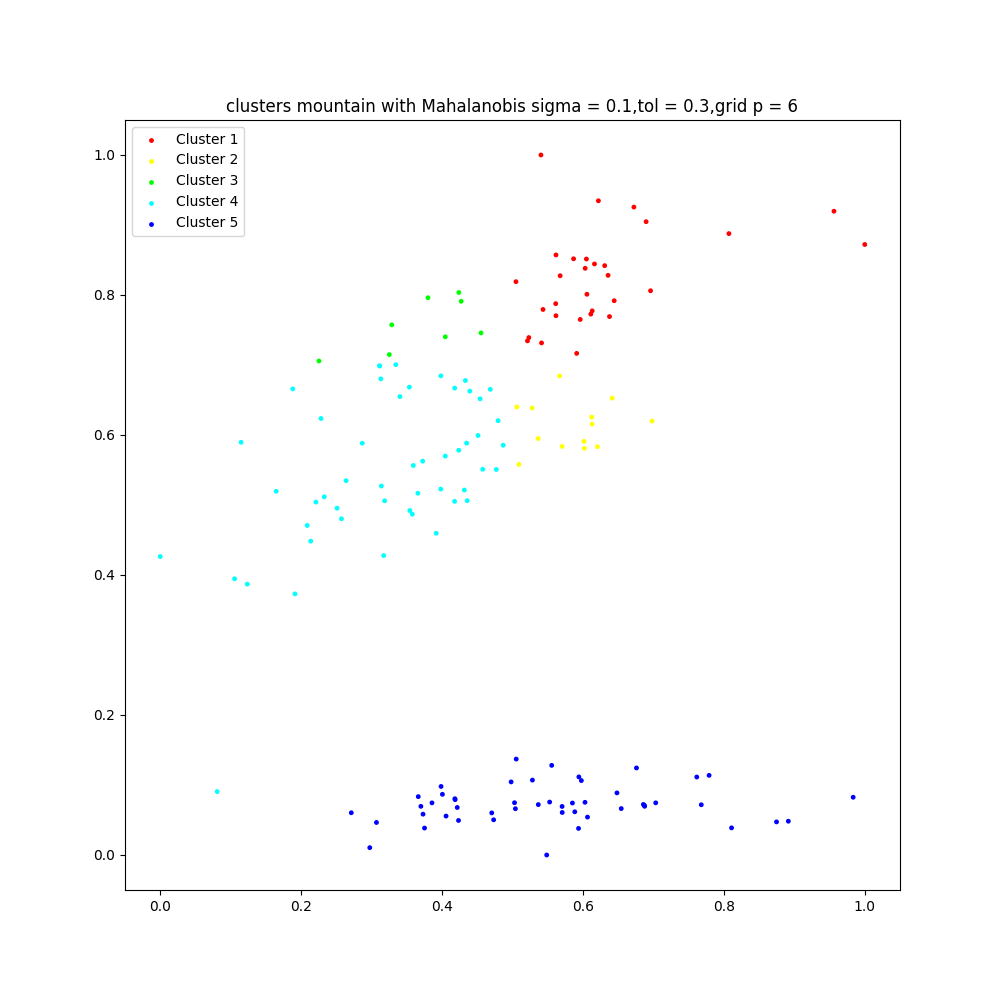 clusters mountain with Mahalanobis sigma = 0.1,tol = 0.3,grid p = 6
Cluster 1
Cluster 2
Cluster 3
Cluster 4
Cluster 5
1.0
0.8
0.6
0.4
0.2
0.0
0.0 0.2 0.4 0.6 0.8 1.0